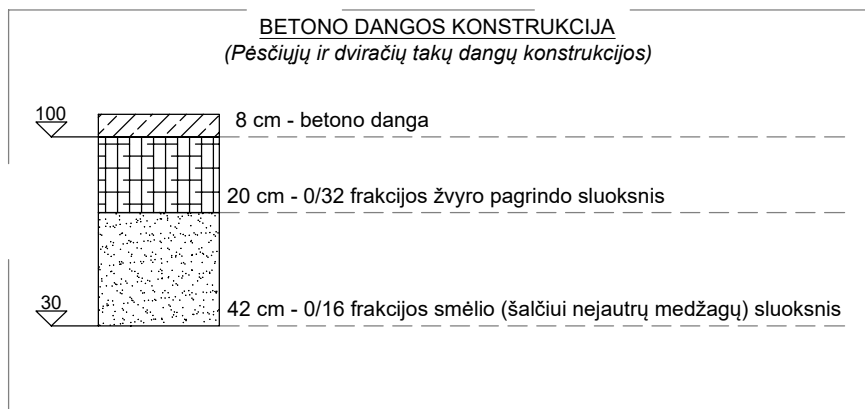 BETONO DANGOS KONSTRUKCIJA
(Pėsčiųjų ir dviračių takų dangų konstrukcijos)
100
8 cm - betono danga
20 cm - 0/32 frakcijos žvyro pagrindo sluoksnis
30
42 cm - 0/16 frakcijos smėlio (šalčiui nejautrų medžagų) sluoksnis